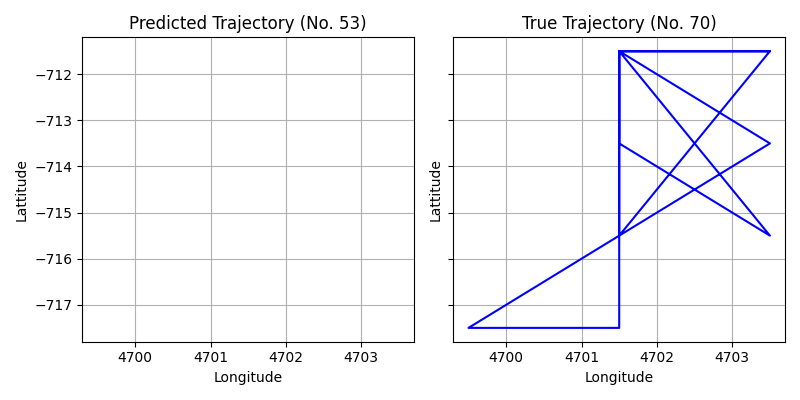 Predicted Trajectory (No. 53)
True Trajectory (No. 70)
−712
−713
−714
−715
−716
−717
Lattitude
Lattitude
4700 4701 4702 4703
4700 4701 4702 4703
Longitude
Longitude